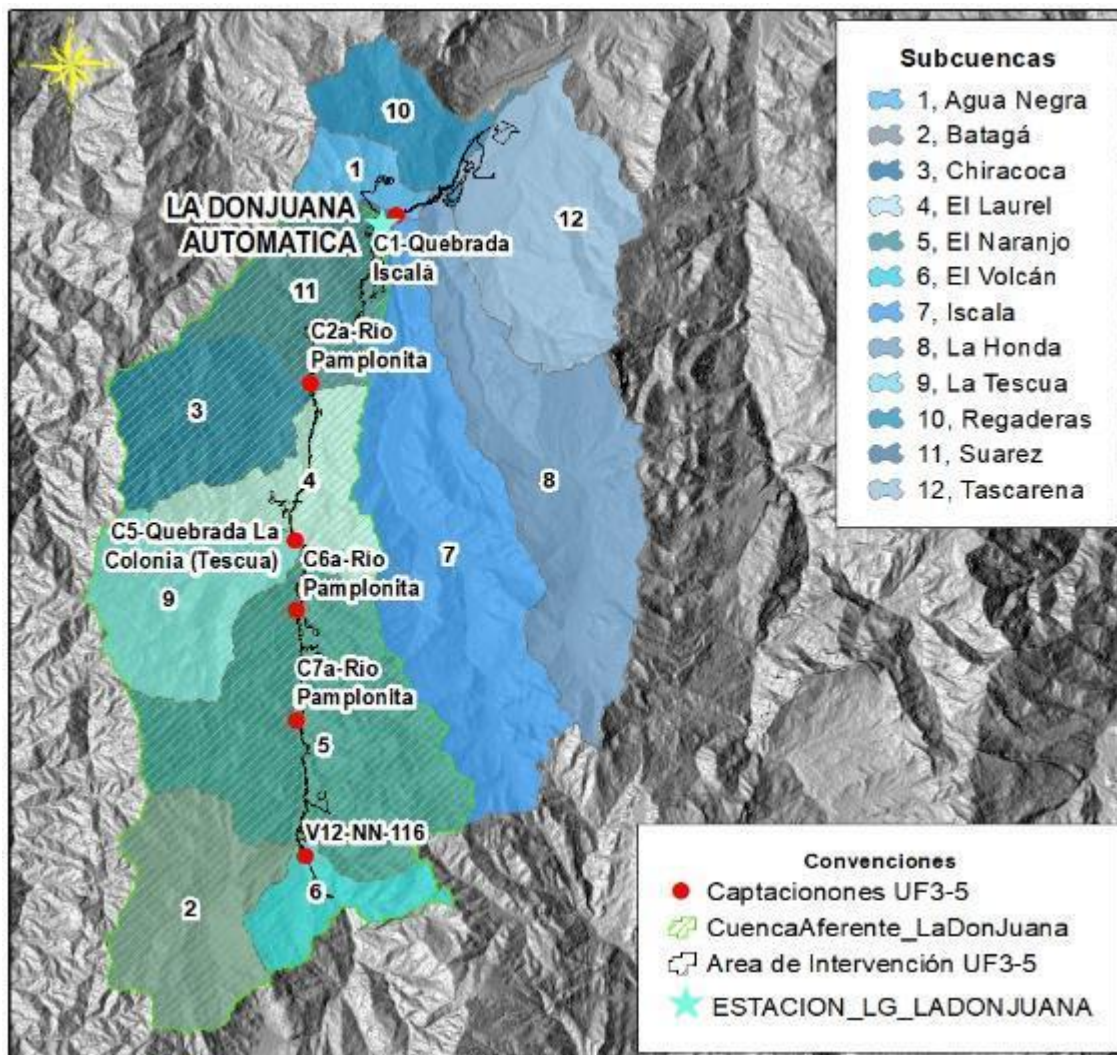 10
1
12
LA DONJUANA
AUTOMATICA
C1-Quebrada
Iscalá
11
C2a-Río
Pamplonita
3
4
8
C5-Quebrada La
Colonia (Tescua)
C6a-Río
Pamplonita
7
9
C7a-Río
Pamplonita
5
V12-NN-116
6
2
Subcuencas
1, Agua Negra
2, Batagá
3, Chiracoca
4, El Laurel
5, El Naranjo
6, El Volcán
7, Iscala
8, La Honda
9, La Tescua
10, Regaderas
11, Suarez
12, Tascarena
Convenciones
Captacionones UF3-5
CuencaAferente_LaDonJuana
Area de Intervención UF3-5
ESTACION_LG_LADONJUANA